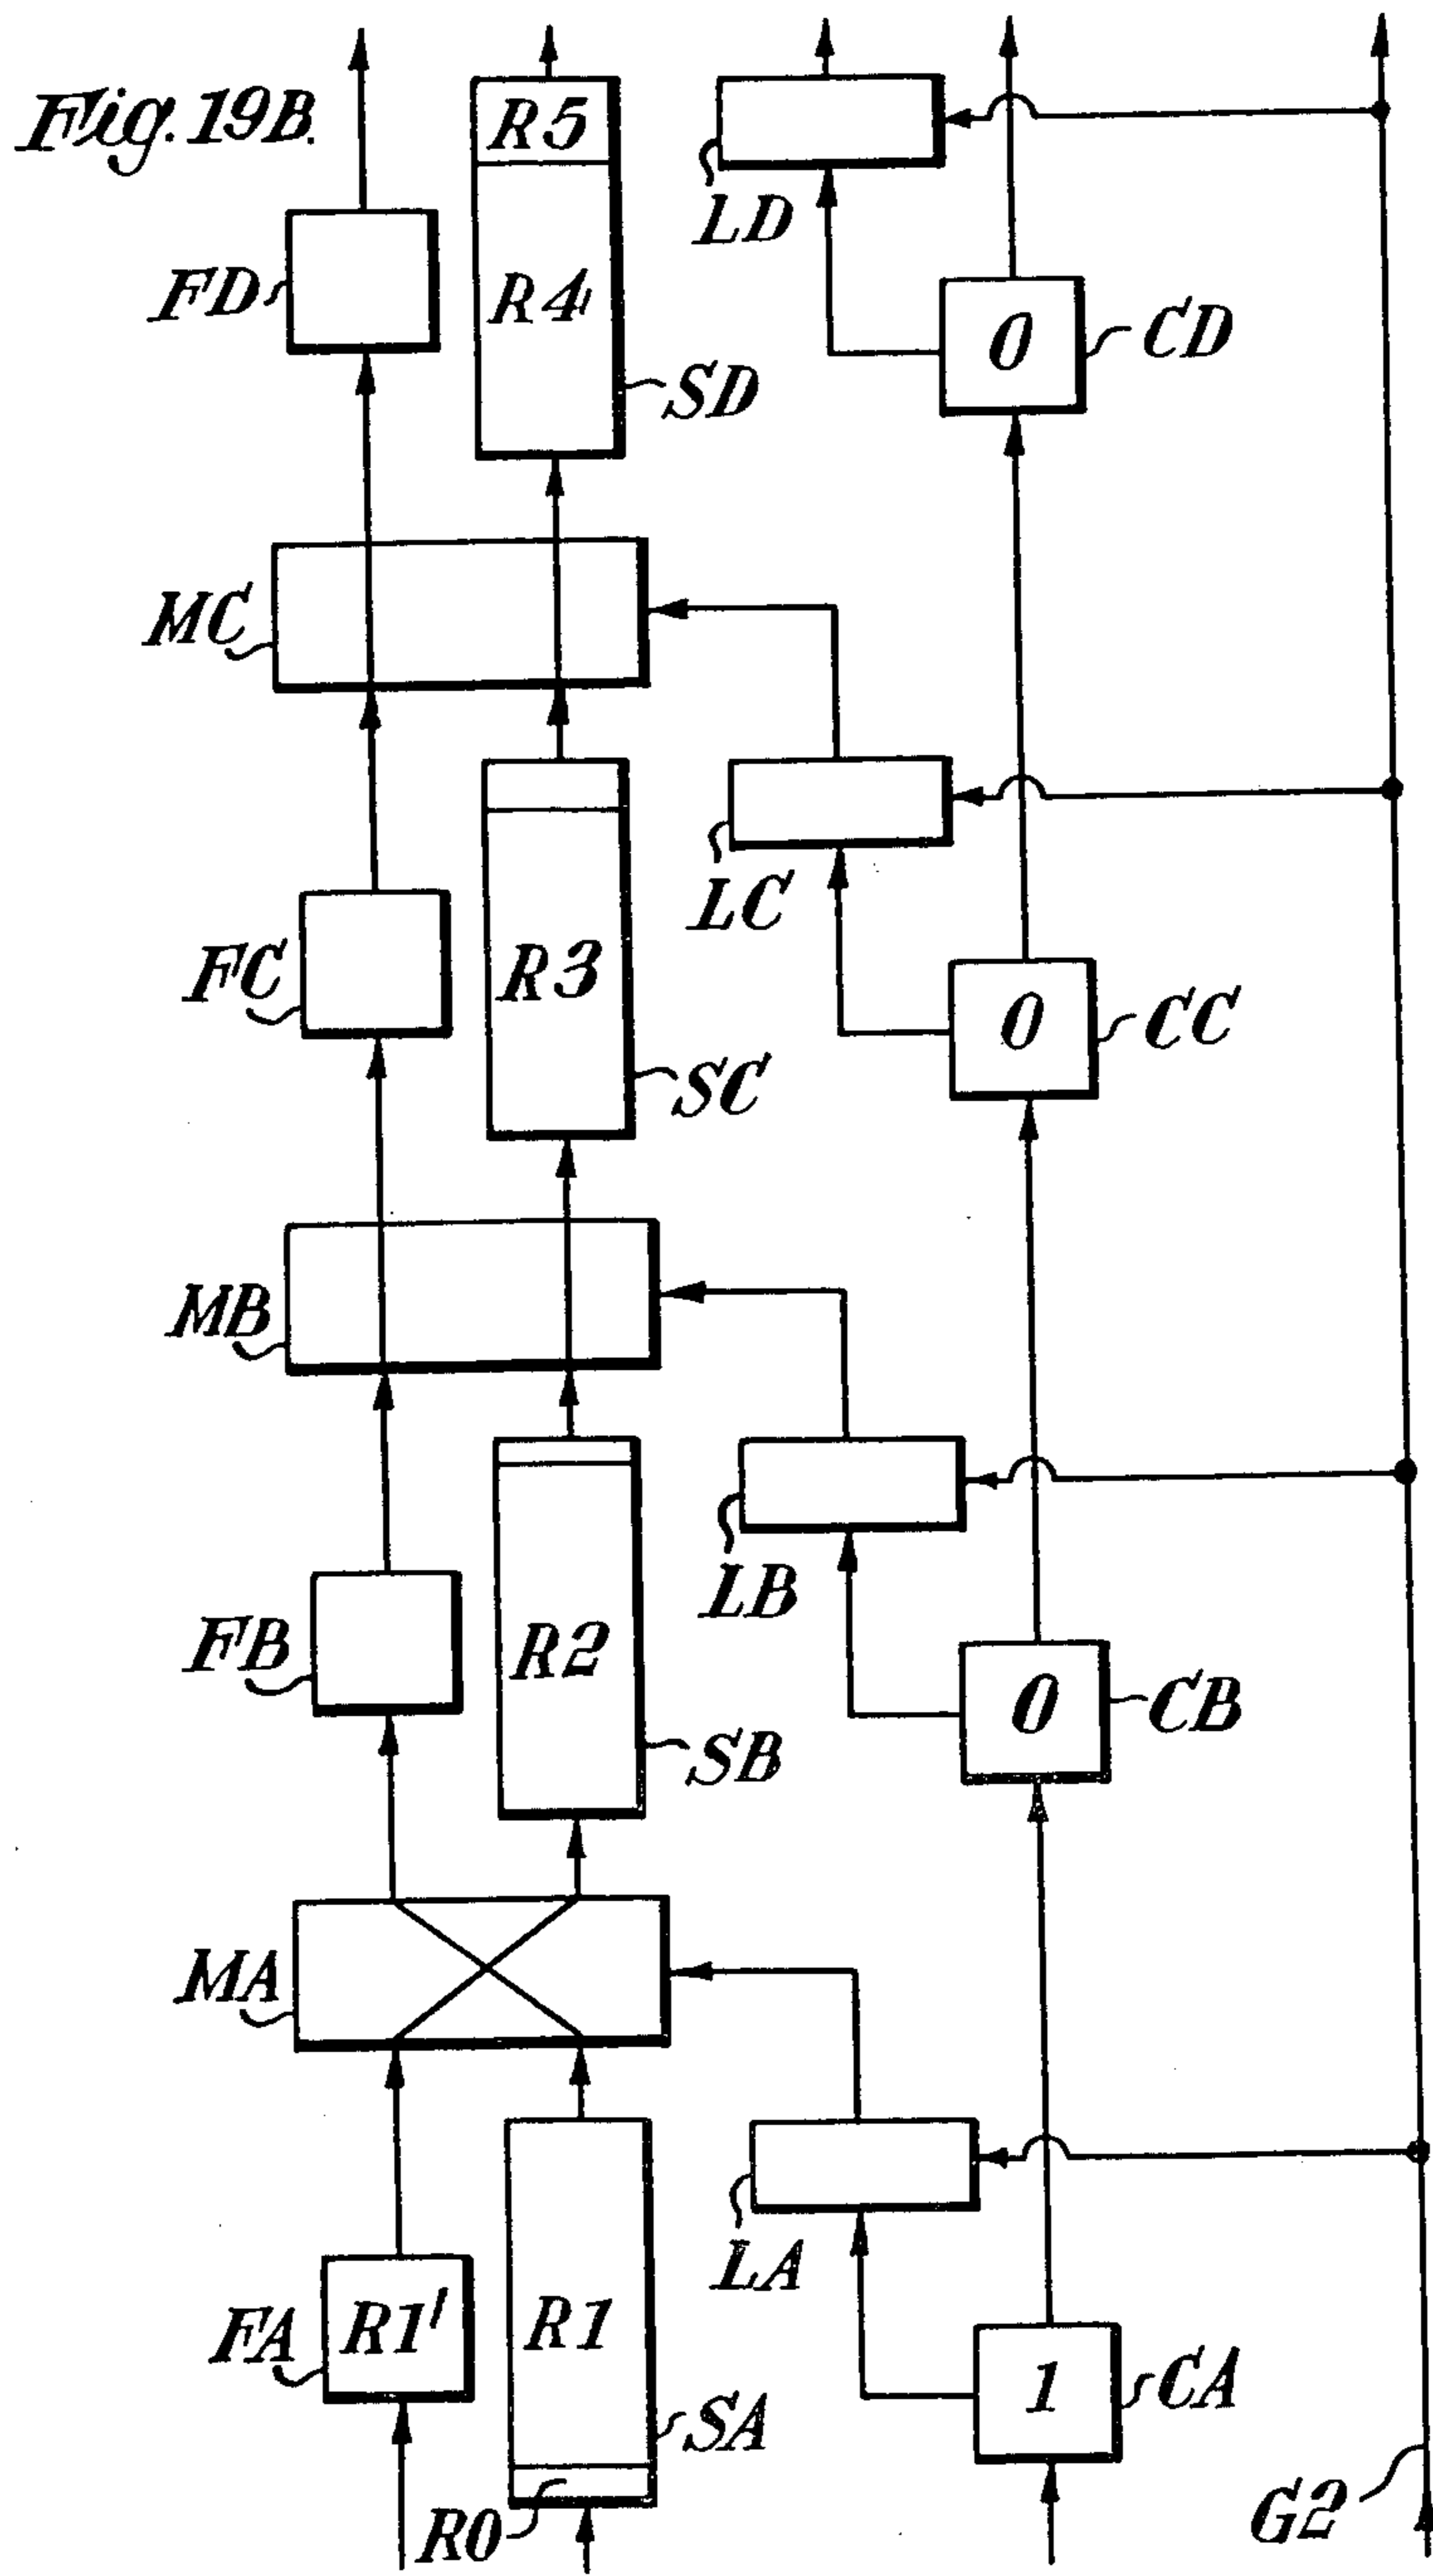 Fig. 19B.
R5
LD
FD
R4
CD
0
SD
MC
LC
FC
R3
0
CC
SC
MB
LB
FB
R2
0
CB
SB
MA
LA
FA
R1'
R1
1
CA
SA
R0
G2